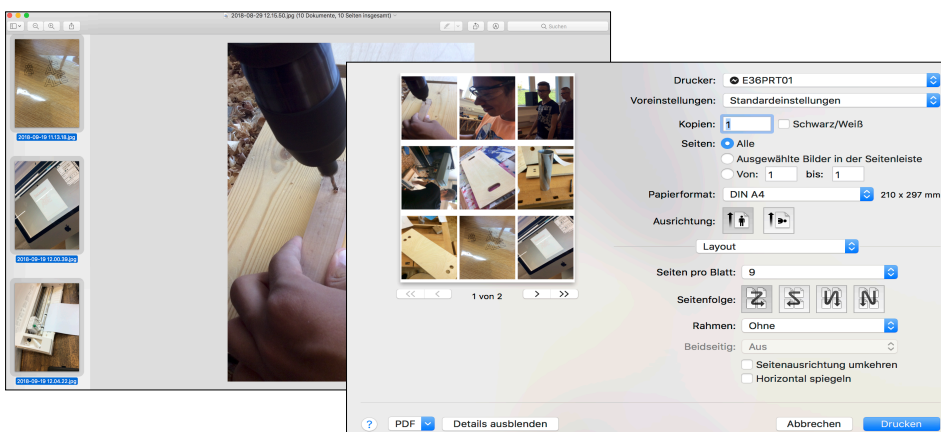 2018-08-29 12.15.50.jpg (10 Dokumente, 10 Seiten insgesamt)
Suchen
2018-09-19 11.13.18.jpg
2018-09-19 12.00.39.jpg
2018-09-19 12.04.22.jpg
Drucker: E36PRT01
Voreinstellungen: Standardeinstellungen
Kopien: 1 Schwarz/Weiß
Seiten: Alle
Ausgewählte Bilder in der Seitenleiste
Von: 1 bis: 1
Papierformat: DIN A4 210 x 297 mm
Ausrichtung:
Layout
Seiten pro Blatt: 9
Seitenfolge:
Rahmen: Ohne
Beidseitig: Aus
Seitenausrichtung umkehren
Horizontal spiegeln
<< < 1 von 2 > >>
? PDF Details ausblenden Abbrechen Drucken